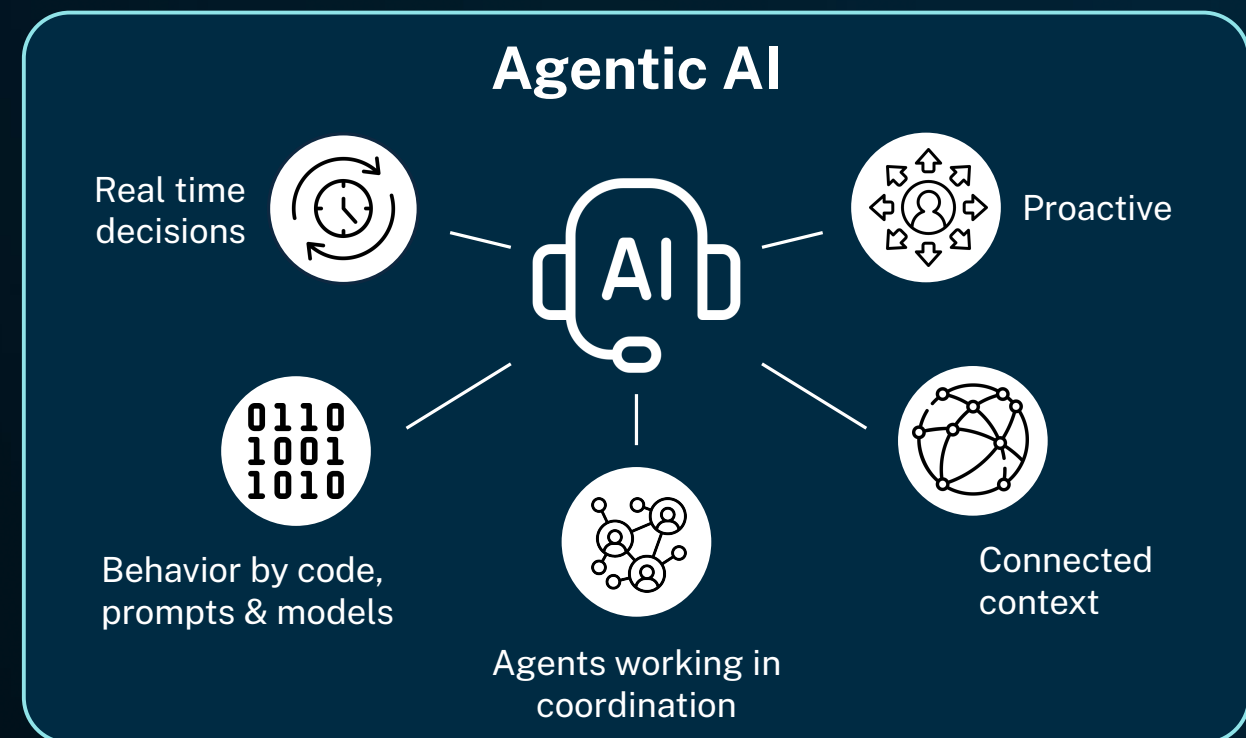 Agentic AI
Real time
decisions
AI
Proactive
0110
1001
1010
Behavior by code,
prompts & models
Agents working in
coordination
Connected
context